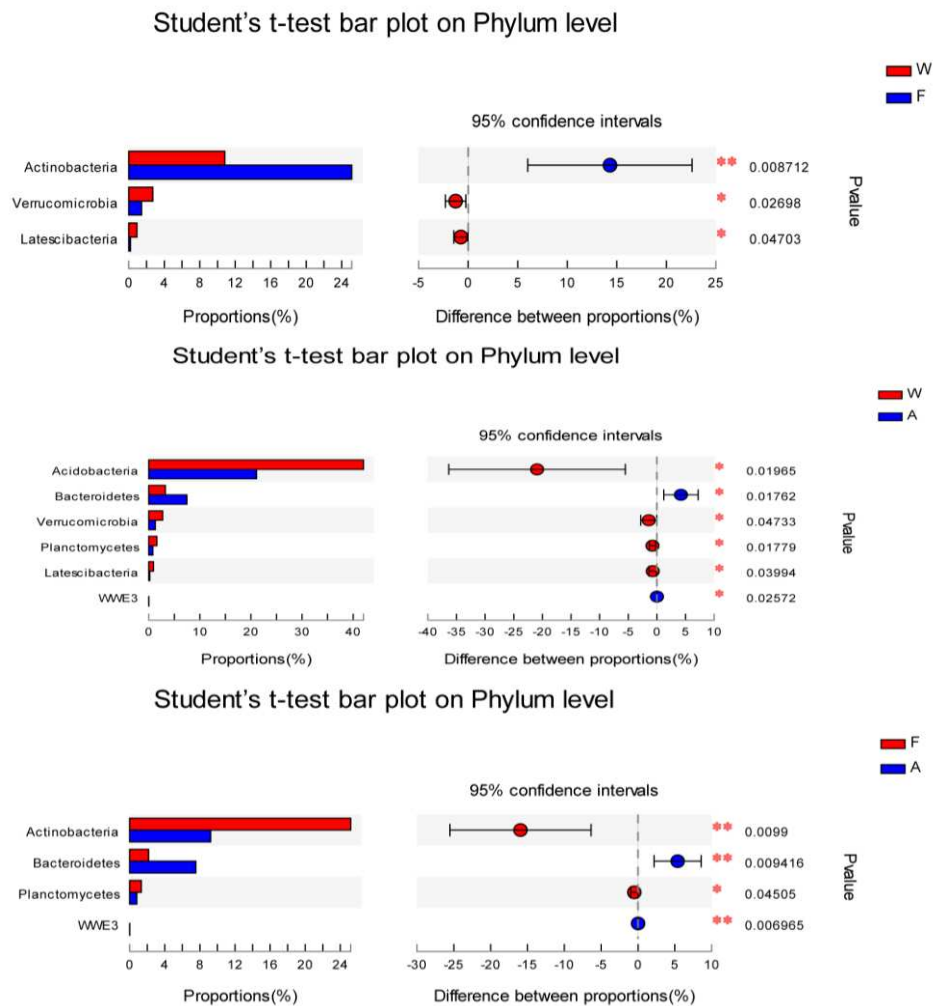 Student's t-test bar plot on Phylum level
W
F
95% confidence intervals
Actinobacteria
** 0.008712
Verrucomicrobia
* 0.02698
Latescibacteria
* 0.04703
Pvalue
0 4 8 12 16 20 24
-5 0 5 10 15 20 25
Proportions(%)
Difference between proportions(%)
Student's t-test bar plot on Phylum level
W
A
95% confidence intervals
Acidobacteria
* 0.01965
Bacteroidetes
* 0.01762
Verrucomicrobia
* 0.04733
Planctomycetes
* 0.01779
Latescibacteria
* 0.03994
WWE3
* 0.02572
Pvalue
0 10 20 30 40
-40 -35 -30 -25 -20 -15 -10 -5 0 5 10
Proportions(%)
Difference between proportions(%)
Student's t-test bar plot on Phylum level
F
A
95% confidence intervals
Actinobacteria
** 0.0099
Bacteroidetes
** 0.009416
Planctomycetes
* 0.04505
WWE3
** 0.006965
Pvalue
0 4 8 12 16 20 24
-30 -25 -20 -15 -10 -5 0 5 10
Proportions(%)
Difference between proportions(%)